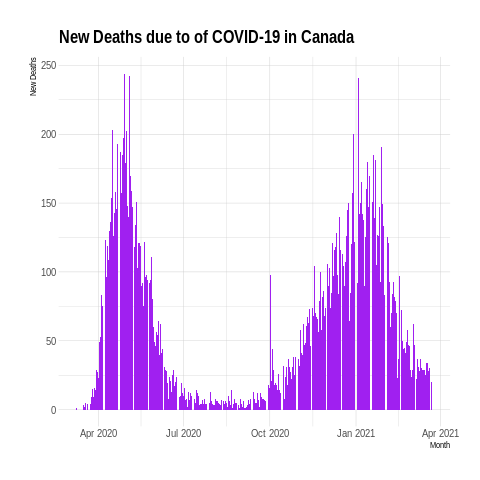 New Deaths due to of COVID-19 in Canada
New Deaths
250
200
150
100
50
0
Apr 2020 Jul 2020 Oct 2020 Jan 2021 Apr 2021
Month